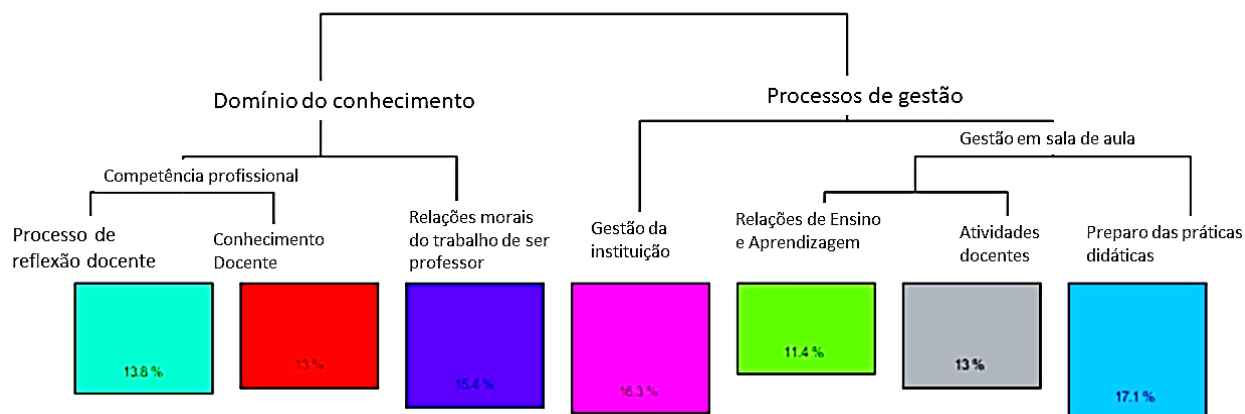 Domínio do conhecimento
Processos de gestão
Gestão em sala de aula
Competência profissional
Processo de
reflexão docente
Conhecimento
Docente
Relações morais
do trabalho de ser
professor
Gestão da
instituição
Relações de Ensino
e Aprendizagem
Atividades
docentes
Preparo das práticas
didáticas
13.8 %
13 %
15.4 %
16.3 %
11.4 %
13 %
17.1 %